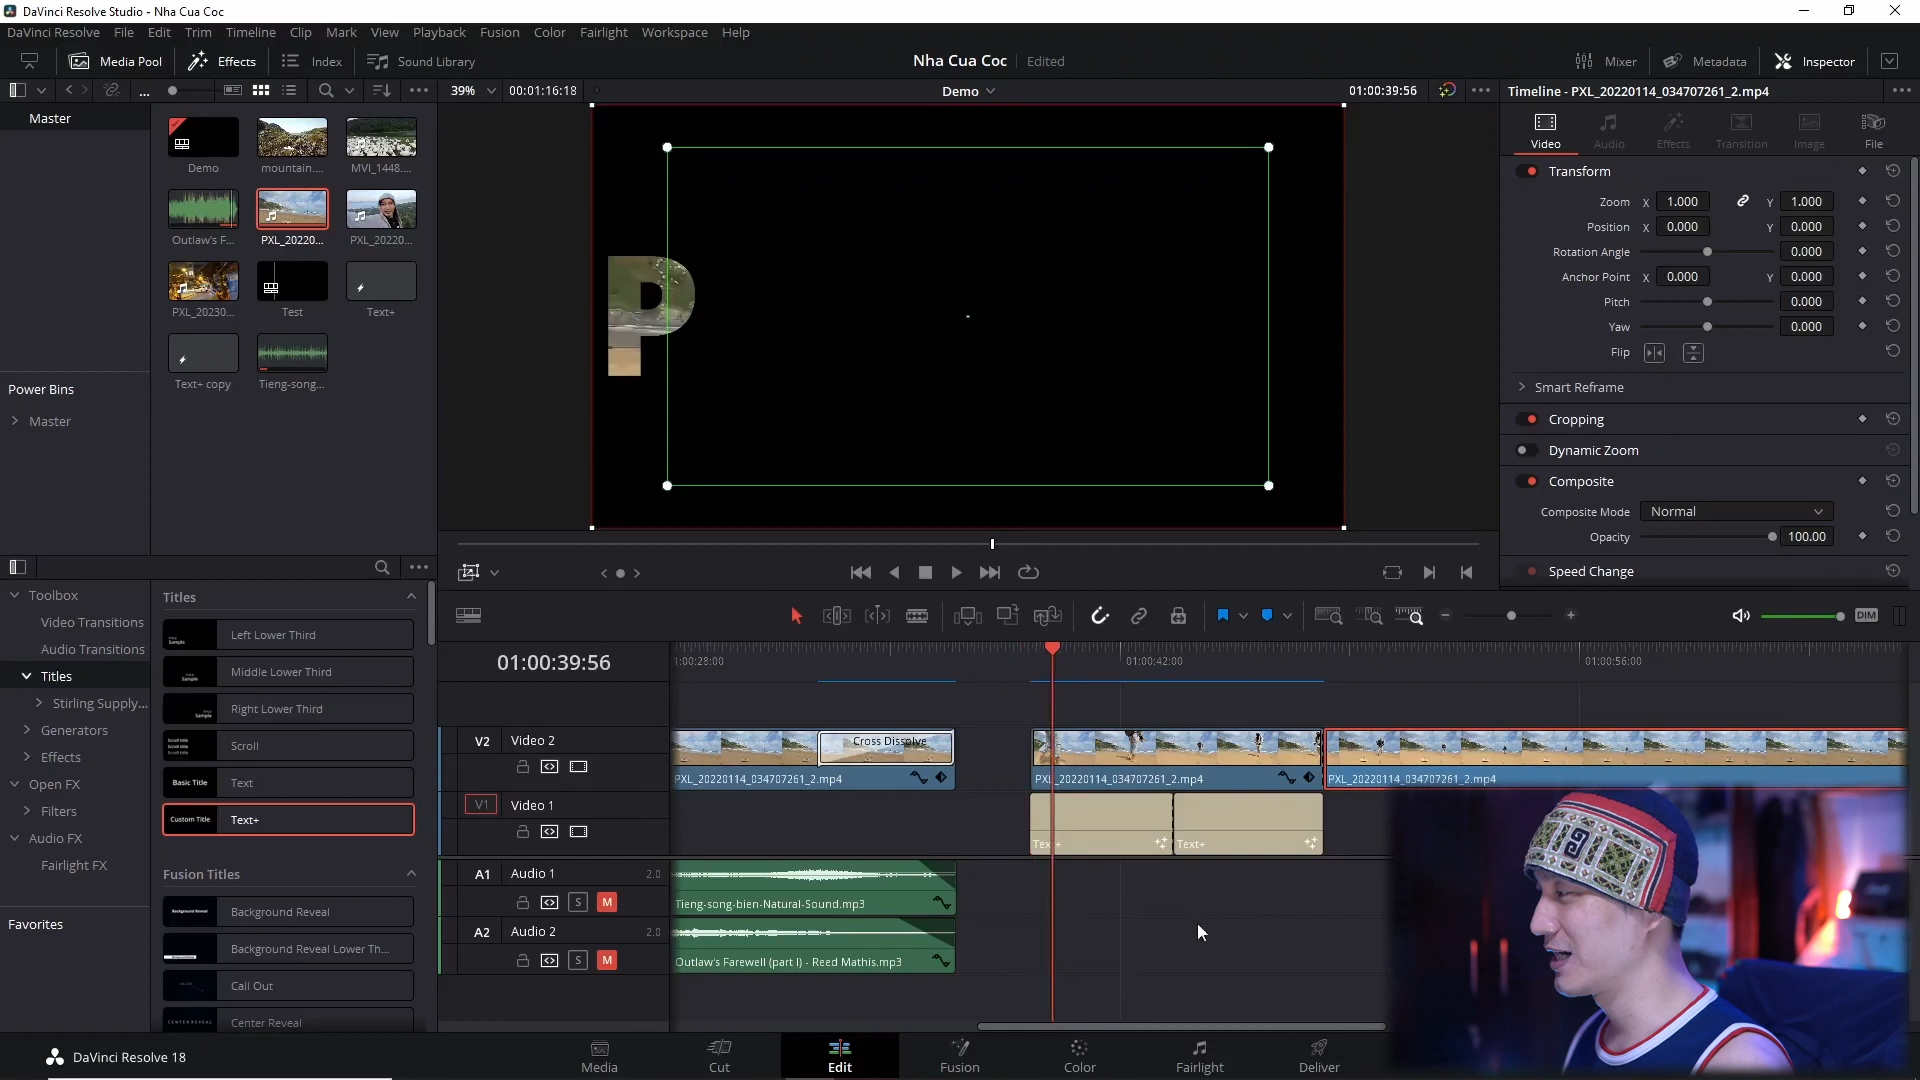 DaVinci Resolve Studio - Nha Cua Coc
DaVinci Resolve File Edit Trim Timeline Clip Mark View Playback Fusion Color Fairlight Workspace Help
Media Pool Effects Index Sound Library
Nha Cua Coc Edited
Mixer Metadata Inspector
... 39% 00:01:16:18 Demo 01:00:39:56
Timeline - PXL_20220114_034707261_2.mp4
Master
Demo mountain.... MVI_1448....
Outlaw's F... PXL_20220... PXL_20220...
PXL_20230... Test Text+
Text+ copy Tieng-song...
Power Bins
Master
P
Video Audio Effects Transition Image File
Transform
Zoom X 1.000 Y 1.000
Position X 0.000 Y 0.000
Rotation Angle 0.000
Anchor Point X 0.000 Y 0.000
Pitch 0.000
Yaw 0.000
Flip
Smart Reframe
Cropping
Dynamic Zoom
Composite
Composite Mode Normal
Opacity 100.00
Speed Change
Toolbox
Video Transitions
Audio Transitions
Titles
Stirling Supply...
Generators
Effects
Open FX
Filters
Audio FX
Fairlight FX
Favorites
Titles
Left Lower Third
Middle Lower Third
Right Lower Third
Scroll
Basic Title Text
Custom Title Text+
Fusion Titles
Background Reveal Background Reveal
Background Reveal Lower Th...
Call Out
CENTER REVEAL Center Reveal
DIM
01:00:39:56
1:00:28:00 01:00:42:00 01:00:56:00
V2 Video 2
Cross Dissolve
PXL_20220114_034707261_2.mp4 PXL_20220114_034707261_2.mp4 PXL_20220114_034707261_2.mp4
V1 Video 1
Text+ Text+
A1 Audio 1 2.0
S M
Tieng-song-bien-Natural-Sound.mp3
A2 Audio 2 2.0
S M
Outlaw's Farewell (part I) - Reed Mathis.mp3
DaVinci Resolve 18
Media Cut Edit Fusion Color Fairlight Deliver